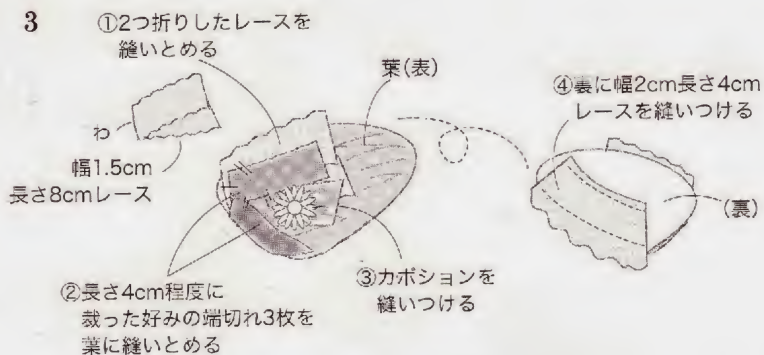 3
①2つ折りしたレースを
縫いとめる
わ
幅1.5cm
長さ8cmレース
葉(表)
②長さ4cm程度に
裁った好みの端切れ3枚を
葉に縫いとめる
③カボションを
縫いつける
④裏に幅2cm長さ4cm
レースを縫いつける
(裏)